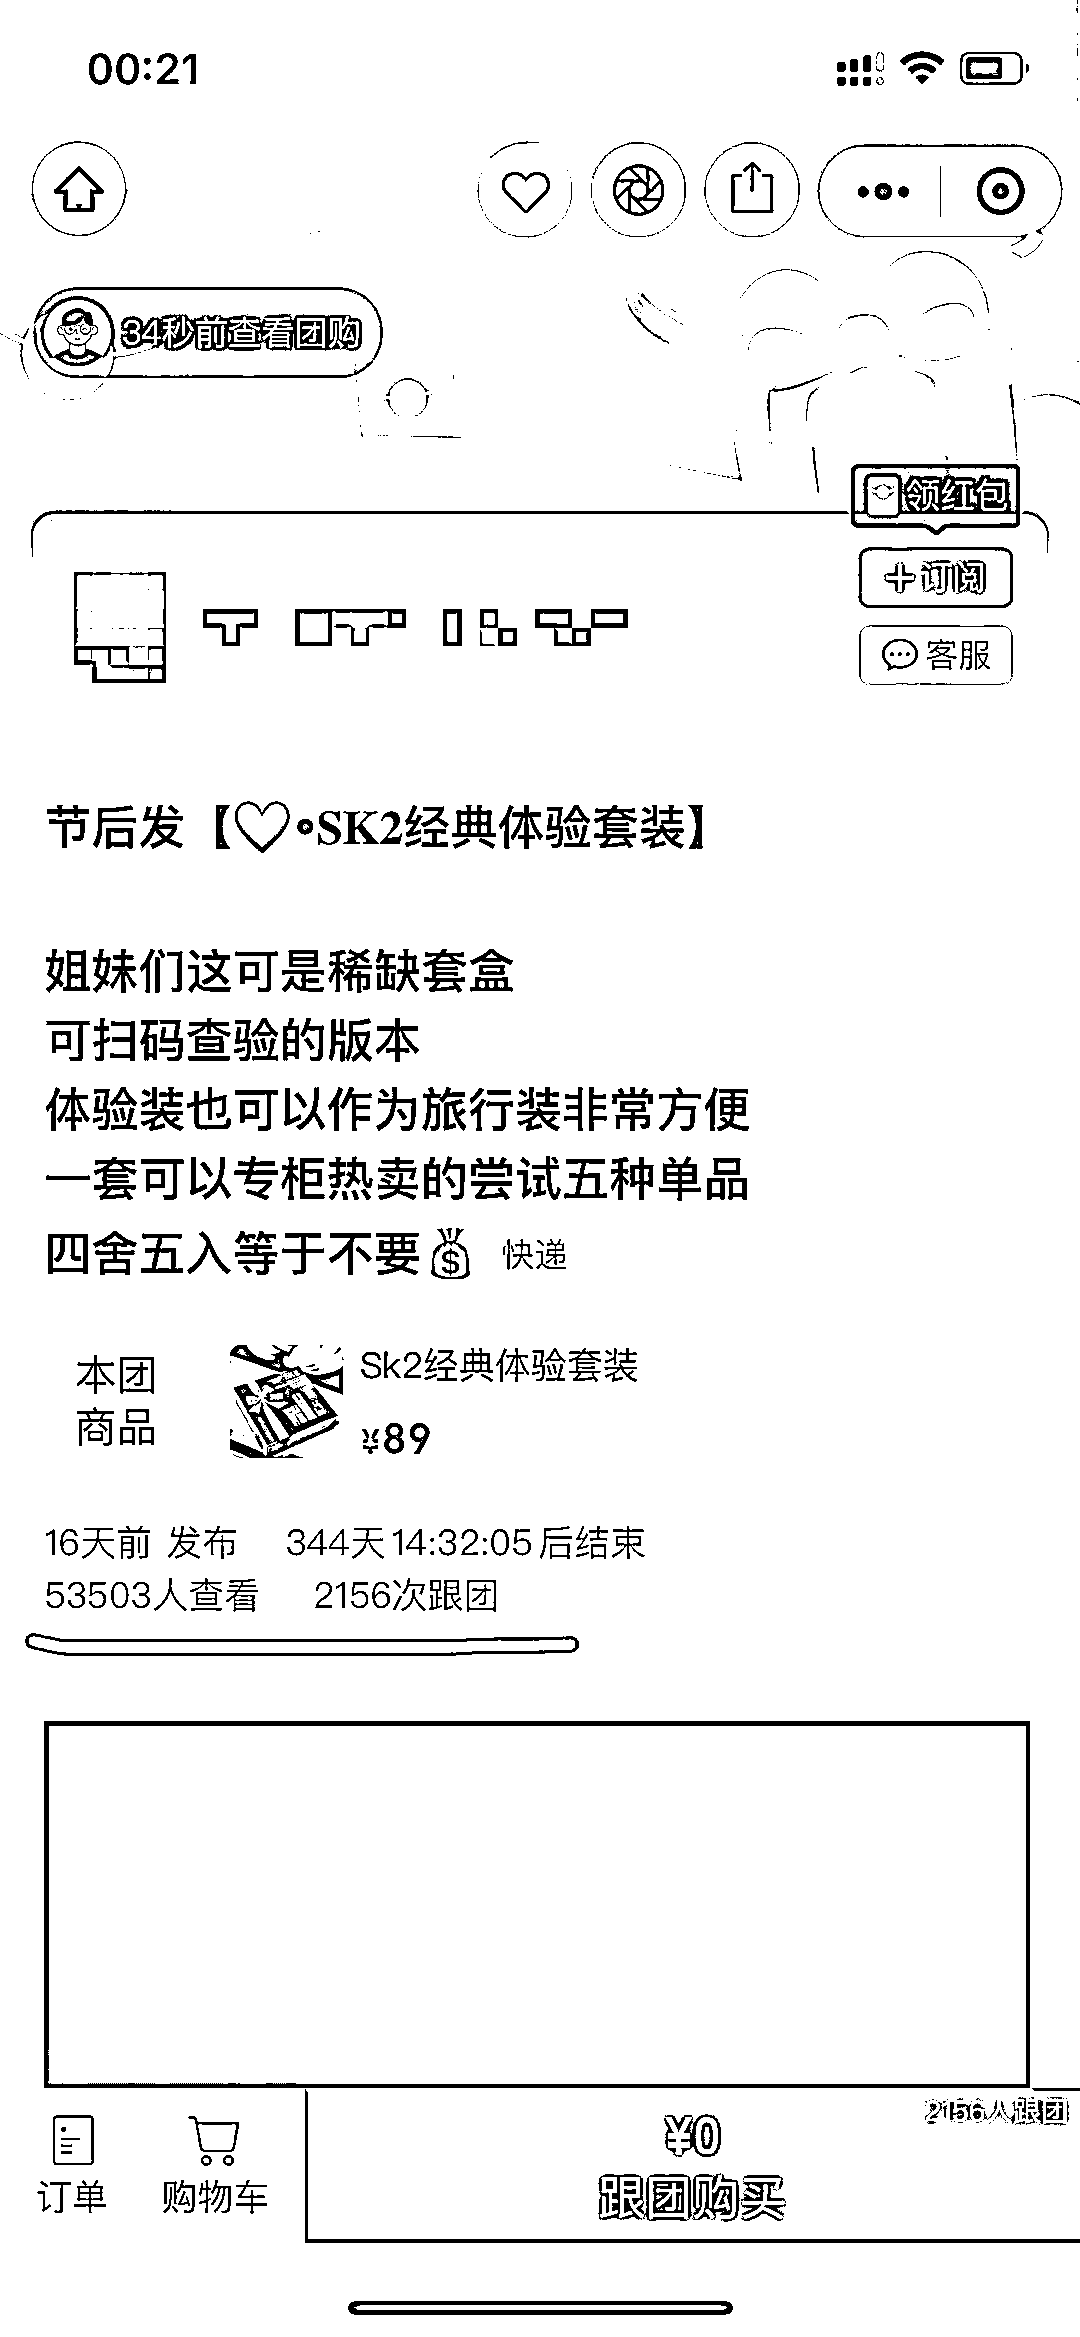 00:21
34秒前查看团购
领红包
订阅
客服
节后发【♡•SK2经典体验套装】
姐妹们这可是稀缺套盒
可扫码查验的版本
体验装也可以作为旅行装非常方便
一套可以专柜热卖的尝试五种单品
四舍五入等于不要💰 快递
本团商品
Sk2经典体验套装
¥89
16天前 发布 344天14:32:05后结束
53503人查看 2156次跟团
2156人跟团
¥0
跟团购买
订单
购物车